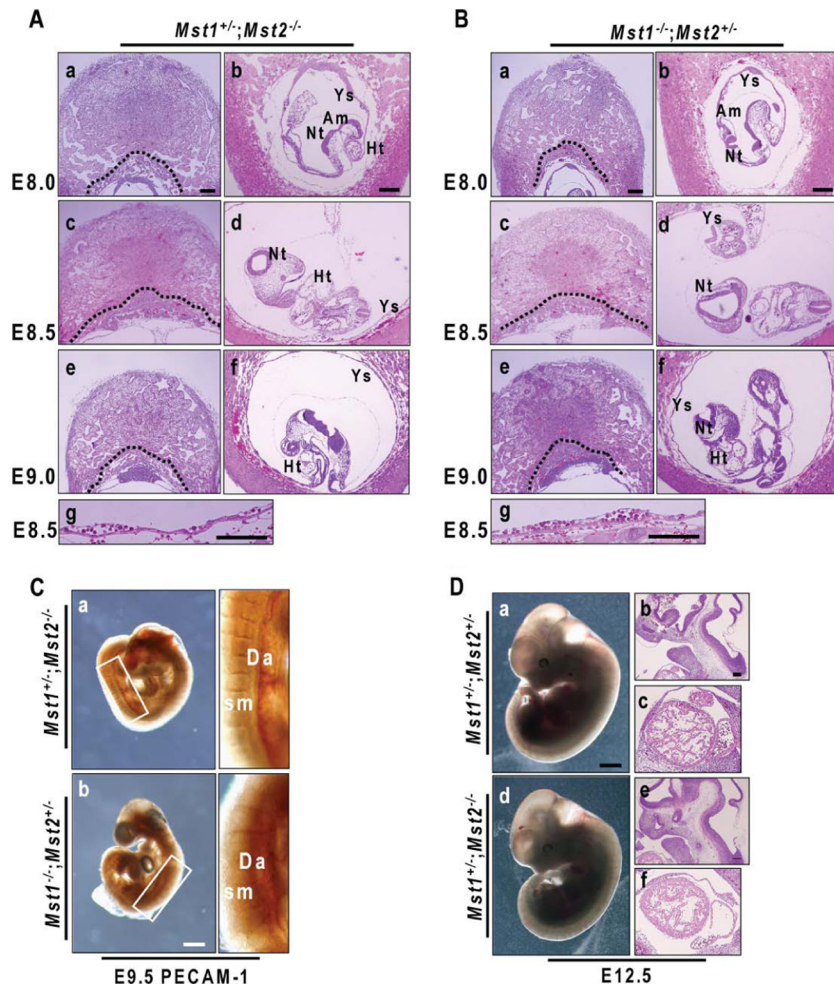 A
Mst1+/-;Mst2-/-
a
b
Ys
Am
Nt
Ht
E8.0
c
d
Nt
Ht
Ys
E8.5
e
f
Ys
Ht
E9.0
g
E8.5
B
Mst1-/-;Mst2+/-
a
b
Ys
Am
Nt
E8.0
c
d
Ys
Nt
E8.5
e
f
Ys
Nt
Ht
E9.0
g
E8.5
C
Mst1+/-;Mst2-/-
a
Da
sm
Mst1-/-;Mst2+/-
b
Da
sm
E9.5 PECAM-1
D
Mst1+/-;Mst2+/-
a
b
c
Mst1+/-;Mst2-/-
d
e
f
E12.5